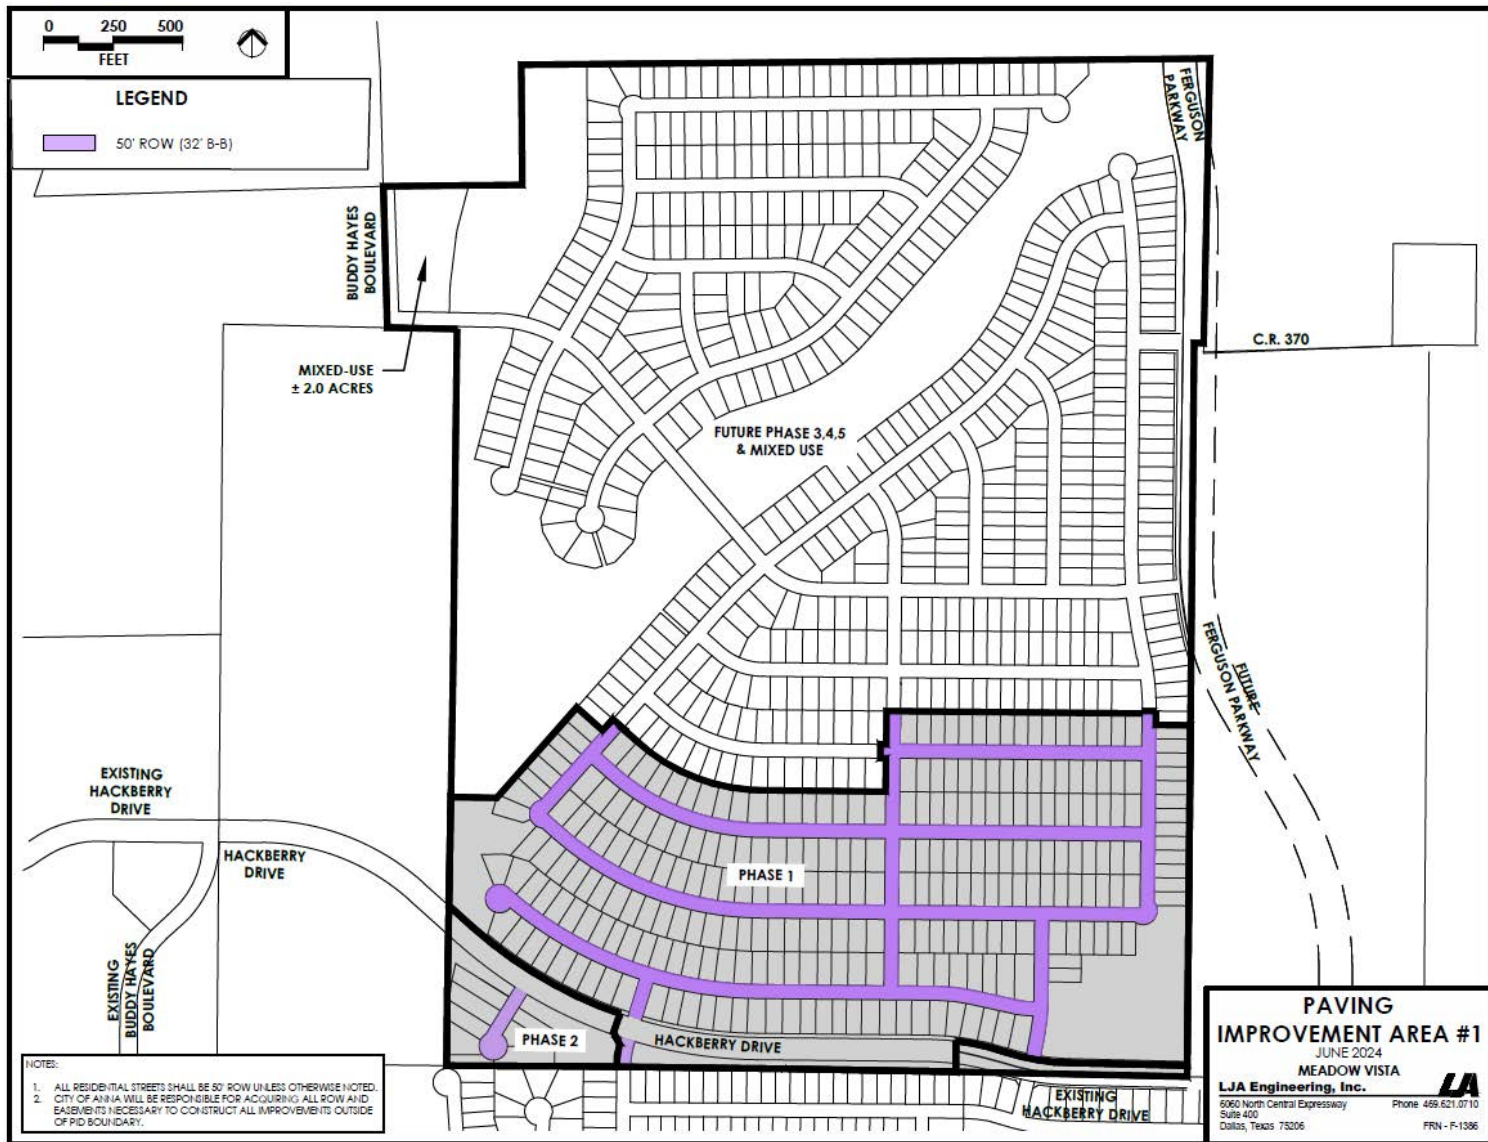 0 250 500
FEET
LEGEND
50' ROW (32' B-B)
FERGUSON
PARKWAY
BUDDY HAYES
BOULEVARD
MIXED-USE
± 2.0 ACRES
C.R. 370
FUTURE PHASE 3,4,5
& MIXED USE
FUTURE
FERGUSON PARKWAY
EXISTING
HACKBERRY
DRIVE
HACKBERRY
DRIVE
PHASE 1
EXISTING
BUDDY HAYES
BOULEVARD
PHASE 2
HACKBERRY DRIVE
EXISTING
HACKBERRY DRIVE
NOTES:
1. ALL RESIDENTIAL STREETS SHALL BE 50' ROW UNLESS OTHERWISE NOTED.
2. CITY OF ANNA WILL BE RESPONSIBLE FOR ACQUIRING ALL ROW AND
EASEMENTS NECESSARY TO CONSTRUCT ALL IMPROVEMENTS OUTSIDE
OF PID BOUNDARY.
PAVING
IMPROVEMENT AREA #1
JUNE 2024
MEADOW VISTA
LJA Engineering, Inc.
6060 North Central Expressway Phone 469.621.0710
Suite 400
Dallas, Texas 75206 FRN - F-1386